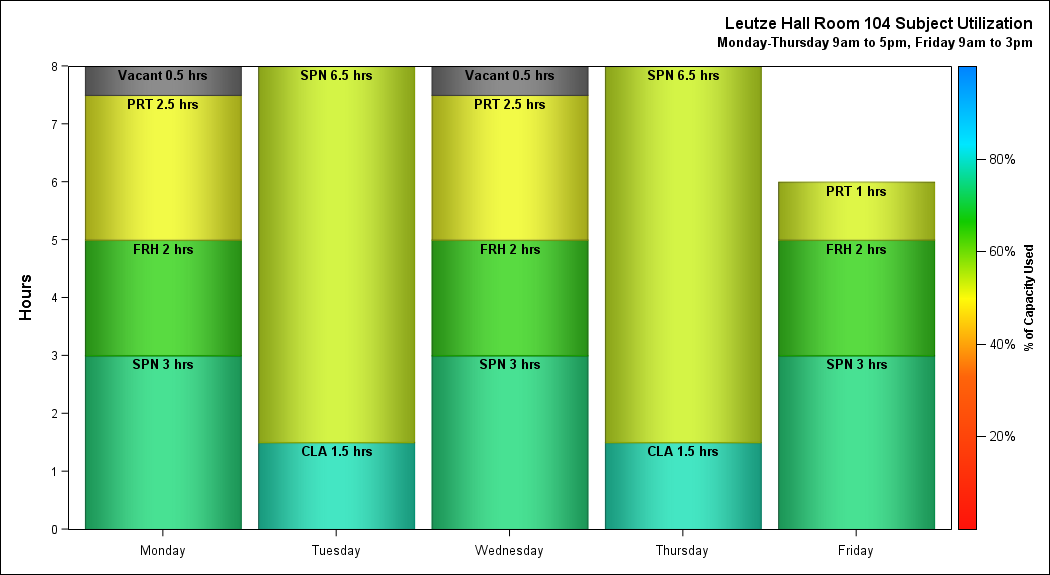 Leutze Hall Room 104 Subject Utilization
Monday-Thursday 9am to 5pm, Friday 9am to 3pm
Hours
8
7
6
5
4
3
2
1
0
Vacant 0.5 hrs
PRT 2.5 hrs
FRH 2 hrs
SPN 3 hrs
SPN 6.5 hrs
CLA 1.5 hrs
Vacant 0.5 hrs
PRT 2.5 hrs
FRH 2 hrs
SPN 3 hrs
SPN 6.5 hrs
CLA 1.5 hrs
PRT 1 hrs
FRH 2 hrs
SPN 3 hrs
Monday
Tuesday
Wednesday
Thursday
Friday
80%
60%
40%
20%
% of Capacity Used